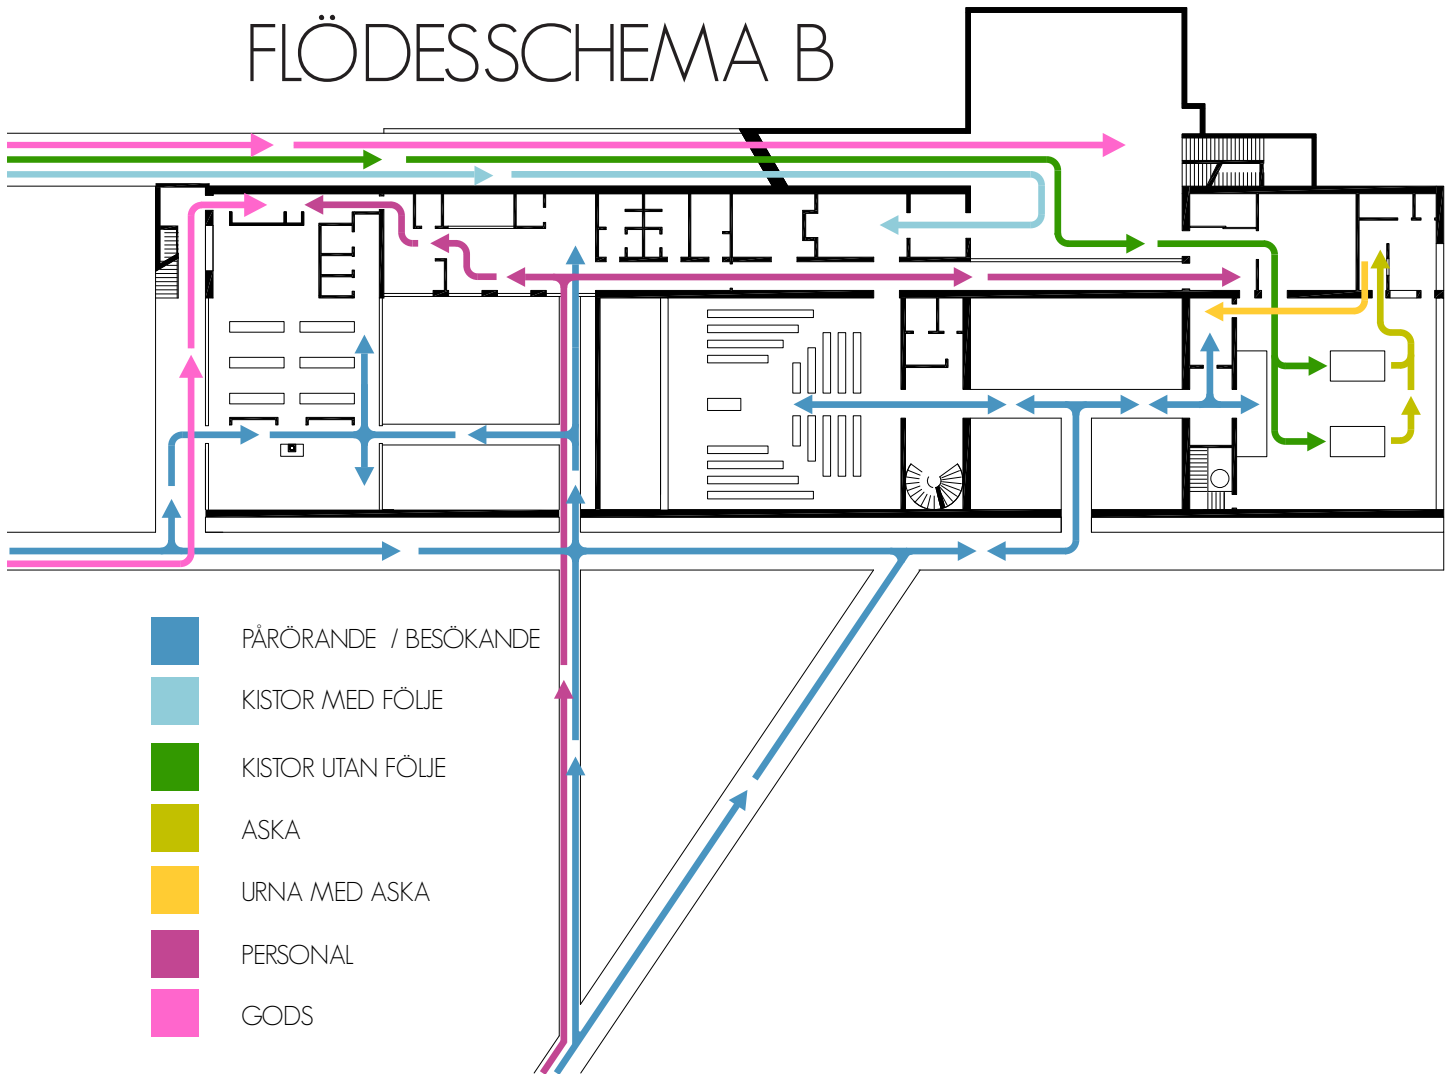 FLÖDESSCHEMA B
PÅRÖRANDE / BESÖKANDE
KISTOR MED FÖLJE
KISTOR UTAN FÖLJE
ASKA
URNA MED ASKA
PERSONAL
GODS